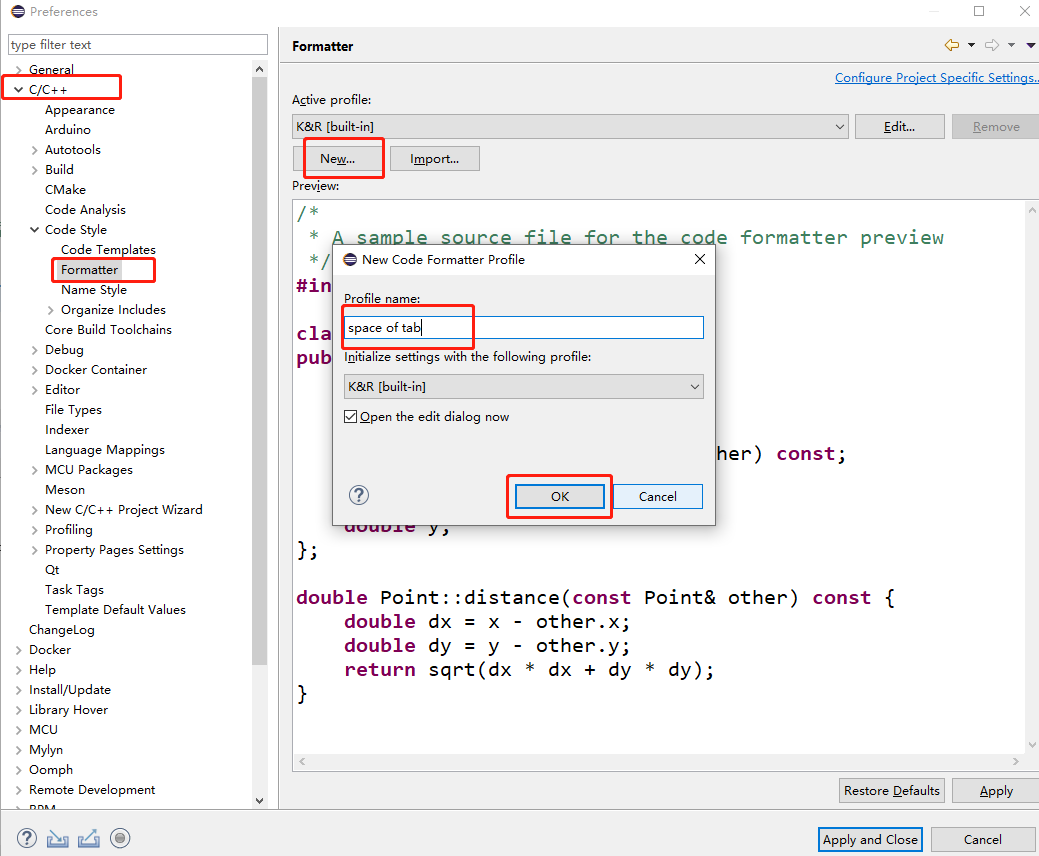 Preferences
type filter text
General
C/C++
Appearance
Arduino
Autotools
Build
CMake
Code Analysis
Code Style
Code Templates
Formatter
Name Style
Organize Includes
Core Build Toolchains
Debug
Docker Container
Editor
File Types
Indexer
Language Mappings
MCU Packages
Meson
New C/C++ Project Wizard
Profiling
Property Pages Settings
Qt
Task Tags
Template Default Values
ChangeLog
Docker
Help
Install/Update
Library Hover
MCU
Mylyn
Oomph
Remote Development
RPM
Formatter
Configure Project Specific Settings..
Active profile:
K&R [built-in]
Edit...
Remove
New...
Import...
Preview:
/*
* A sample source file for the code formatter preview
*/
#in
cla
pub
her) const;
double y;
};
double Point::distance(const Point& other) const {
double dx = x - other.x;
double dy = y - other.y;
return sqrt(dx * dx + dy * dy);
}
New Code Formatter Profile
Profile name:
space of tab
Initialize settings with the following profile:
K&R [built-in]
Open the edit dialog now
?
OK
Cancel
Restore Defaults
Apply
?
Apply and Close
Cancel